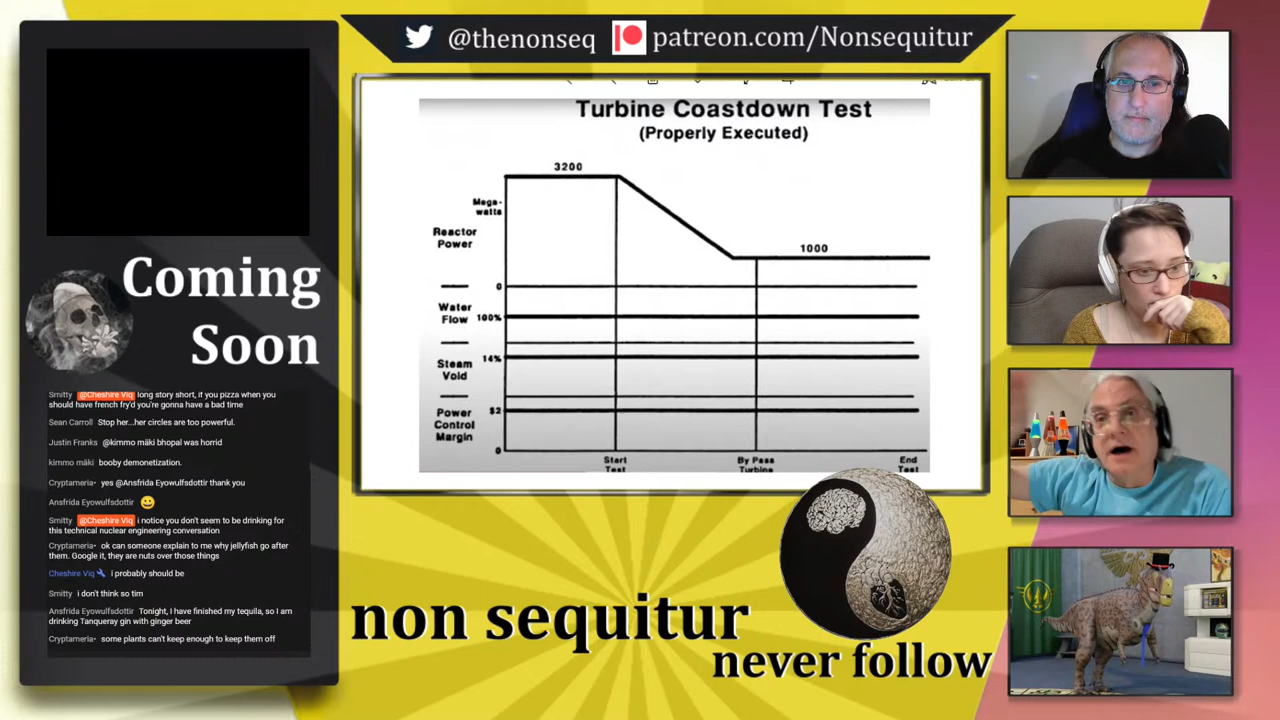 @thenonseq
patreon.com/Nonsequitur
Coming
Soon
Smitty @Cheshire Viq long story short, if you pizza when you
should have french fry'd you're gonna have a bad time
Sean Carroll Stop her...her circles are too powerful.
Justin Franks @kimmo mäki bhopal was horrid
kimmo mäki booby demonetization.
Cryptameria• yes @Ansfrida Eyowulfsdottir thank you
Ansfrida Eyowulfsdottir 😀
Smitty @Cheshire Viq i notice you don't seem to be drinking for
this technical nuclear engineering conversation
Cryptameria• ok can someone explain to me why jellyfish go after
them. Google it, they are nuts over those things
Cheshire Viq i probably should be
Smitty i don't think so tim
Ansfrida Eyowulfsdottir Tonight, I have finished my tequila, so I am
drinking Tanqueray gin with ginger beer
Cryptameria• some plants can't keep enough to keep them off
Turbine Coastdown Test
(Properly Executed)
3200
Mega-
watts
Reactor
Power
1000
0
Water
Flow
100%
Steam
Void
14%
Power
Control
Margin
$2
0
Start
Test
By Pass
Turbine
End
Test
non sequitur
never follow